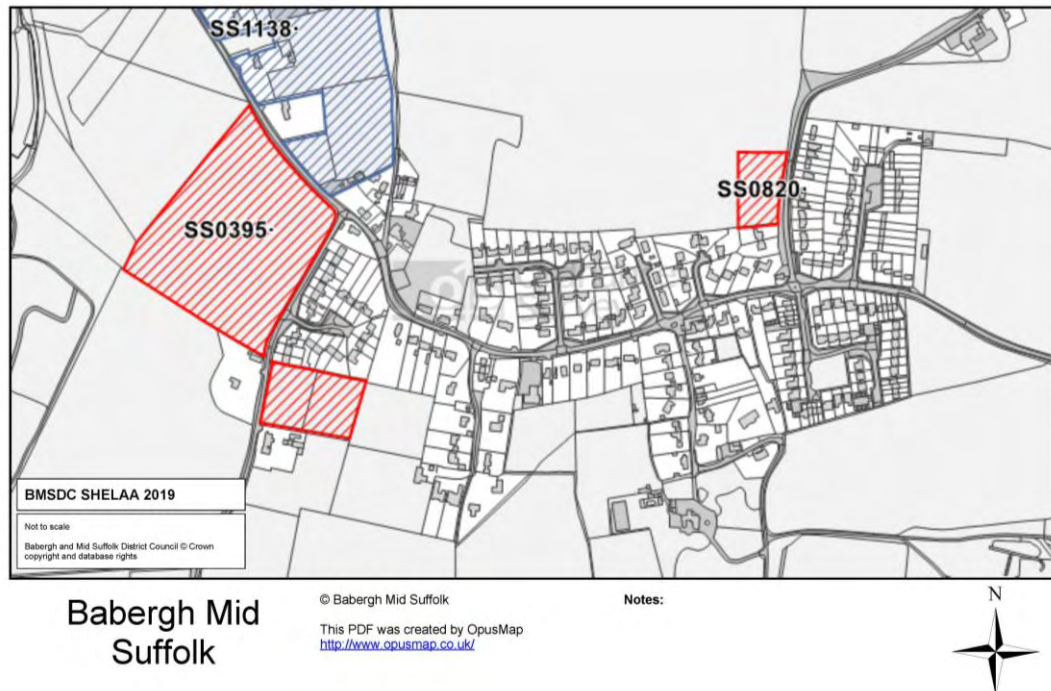 SS1138
SS0820
SS0395
BMSDC SHELAA 2019
Not to scale
Babergh and Mid Suffolk District Council © Crown
copyright and database rights
Babergh Mid
Suffolk
© Babergh Mid Suffolk
This PDF was created by OpusMap
http://www.opusmap.co.uk/
Notes:
N